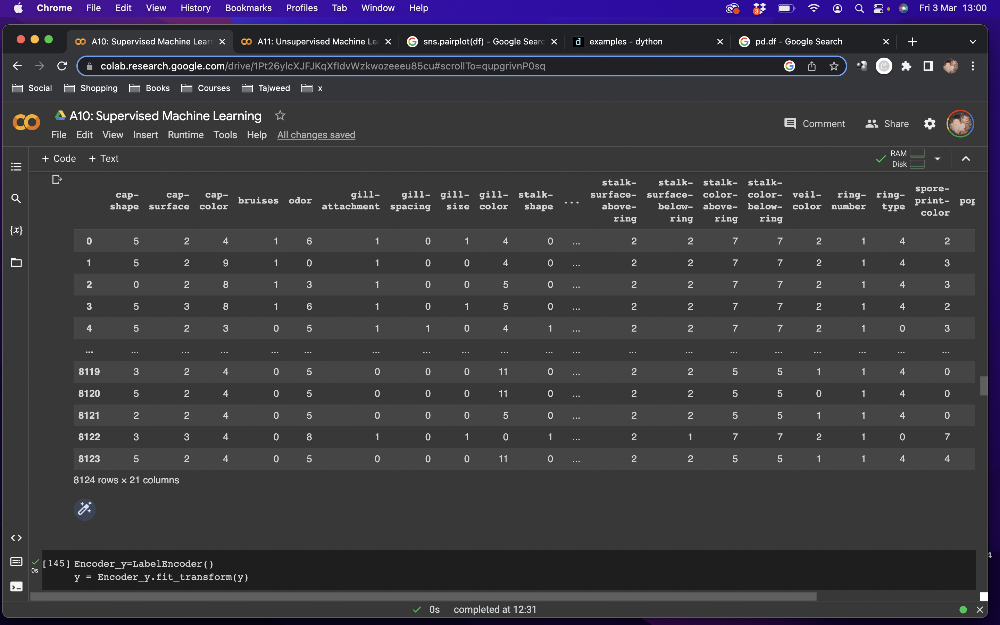 Chrome File Edit View History Bookmarks Profiles Tab Window Help 3 Fri 3 Mar 13:00
A10: Supervised Machine Learn A11: Unsupervised Machine Le sns.pairplot(df) - Google Searc d examples - dython pd.df - Google Search
colab.research.google.com/drive/1Pt26ylcXJFJKqXfIdvWzkwozeeeu85cu#scrollTo=qupgrivnP0sq
Social Shopping Books Courses Tajweed x
A10: Supervised Machine Learning
Comment Share
File Edit View Insert Runtime Tools Help All changes saved
+ Code + Text RAM Disk
cap-shape cap-surface cap-color bruises odor gill-attachment gill-spacing gill-size gill-color stalk-shape ... stalk-surface-above-ring stalk-surface-below-ring stalk-color-above-ring stalk-color-below-ring veil-color ring-number ring-type spore-print-color pop
0 5 2 4 1 6 1 0 1 4 0 ... 2 2 7 7 2 1 4 2
1 5 2 9 1 0 1 0 0 4 0 ... 2 2 7 7 2 1 4 3
2 0 2 8 1 3 1 0 0 5 0 ... 2 2 7 7 2 1 4 3
3 5 3 8 1 6 1 0 1 5 0 ... 2 2 7 7 2 1 4 2
4 5 2 3 0 5 1 1 0 4 1 ... 2 2 7 7 2 1 0 3
... ... ... ... ... ... ... ... ... ... ... ... ... ... ... ... ... ... ... ...
8119 3 2 4 0 5 0 0 0 11 0 ... 2 2 5 5 1 1 4 0
8120 5 2 4 0 5 0 0 0 11 0 ... 2 2 5 5 0 1 4 0
8121 2 2 4 0 5 0 0 0 5 0 ... 2 2 5 5 1 1 4 0
8122 3 3 4 0 8 1 0 1 0 1 ... 2 1 7 7 2 1 0 7
8123 5 2 4 0 5 0 0 0 11 0 ... 2 2 5 5 1 1 4 4
8124 rows × 21 columns
[145] Encoder_y=LabelEncoder()
0s
y = Encoder_y.fit_transform(y)
0s completed at 12:31